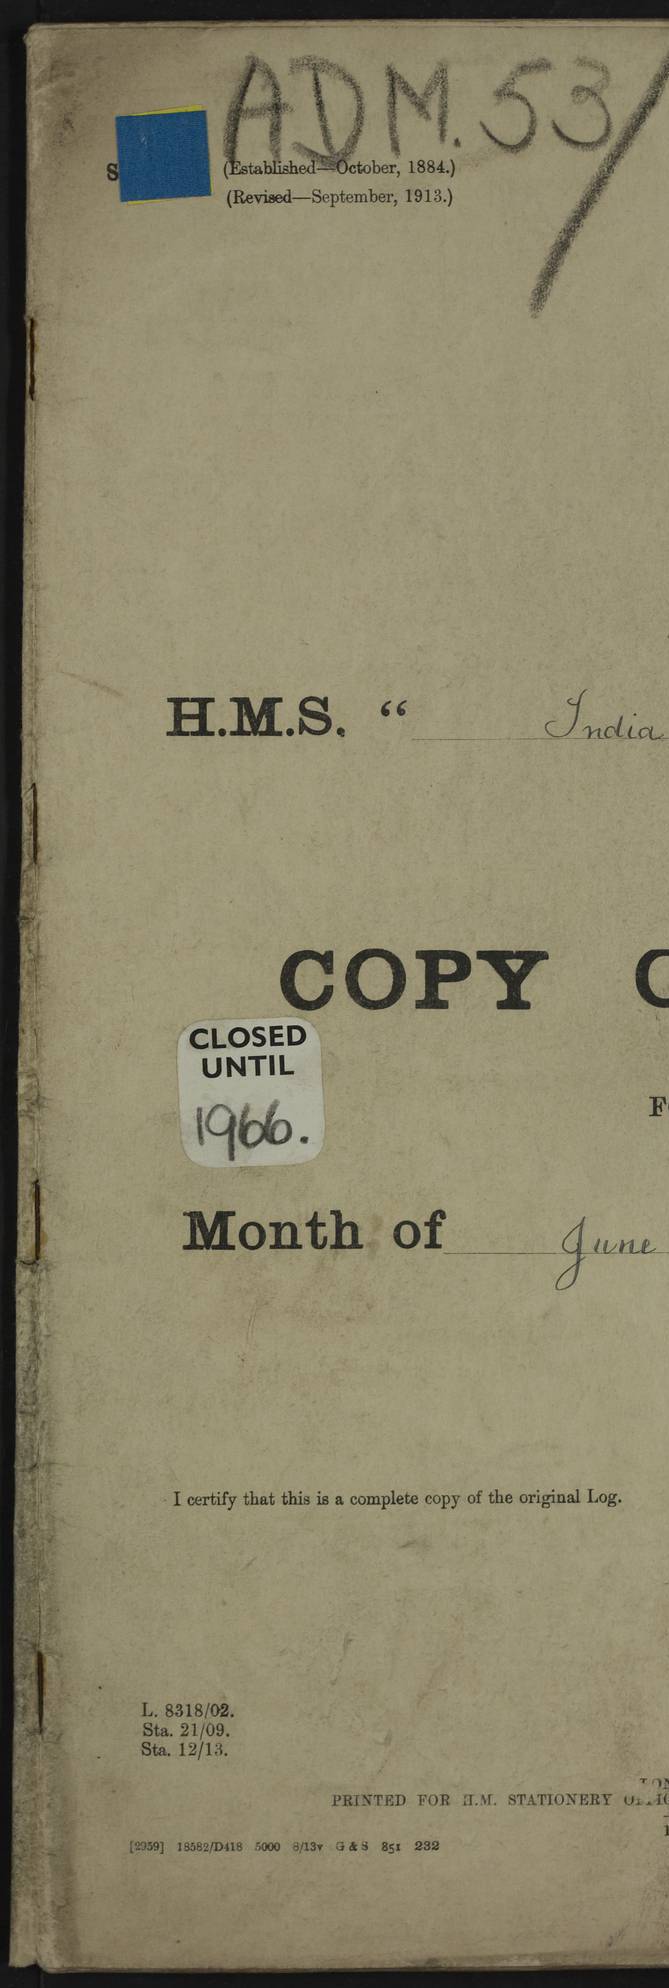 ADM. 53/
S
(Established—October, 1884.)
(Revised—September, 1913.)
H.M.S. “ India
COPY
CLOSED
UNTIL
1966.
Month of June
I certify that this is a complete copy of the original Log.
L. 8318/02.
Sta. 21/09.
Sta. 12/13.
PRINTED FOR H.M. STATIONERY
[2959] 18582/D418 5000 8/13v G & S 851 232